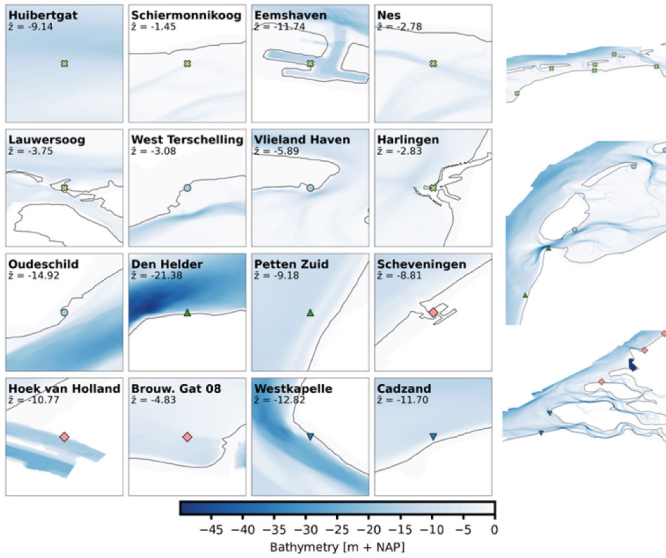 Huibertgat
z̄ = -9.14
Schiermonnikoog
z̄ = -1.45
Eemshaven
z̄ = -11.74
Nes
z̄ = -2.78
Lauwersoog
z̄ = -3.75
West Terschelling
z̄ = -3.08
Vlieland Haven
z̄ = -5.89
Harlingen
z̄ = -2.83
Oudeschild
z̄ = -14.92
Den Helder
z̄ = -21.38
Petten Zuid
z̄ = -9.18
Scheveningen
z̄ = -8.81
Hoek van Holland
z̄ = -10.77
Brouw. Gat 08
z̄ = -4.83
Westkapelle
z̄ = -12.82
Cadzand
z̄ = -11.70
−45 −40 −35 −30 −25 −20 −15 −10 −5 0
Bathymetry [m + NAP]